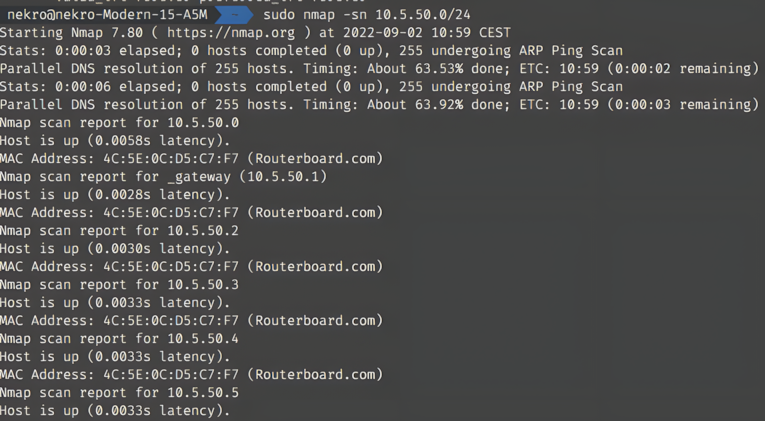 nekro@nekro-Modern-15-A5M ~ sudo nmap -sn 10.5.50.0/24
Starting Nmap 7.80 ( https://nmap.org ) at 2022-09-02 10:59 CEST
Stats: 0:00:03 elapsed; 0 hosts completed (0 up), 255 undergoing ARP Ping Scan
Parallel DNS resolution of 255 hosts. Timing: About 63.53% done; ETC: 10:59 (0:00:02 remaining)
Stats: 0:00:06 elapsed; 0 hosts completed (0 up), 255 undergoing ARP Ping Scan
Parallel DNS resolution of 255 hosts. Timing: About 63.92% done; ETC: 10:59 (0:00:03 remaining)
Nmap scan report for 10.5.50.0
Host is up (0.0058s latency).
MAC Address: 4C:5E:0C:D5:C7:F7 (Routerboard.com)
Nmap scan report for _gateway (10.5.50.1)
Host is up (0.0028s latency).
MAC Address: 4C:5E:0C:D5:C7:F7 (Routerboard.com)
Nmap scan report for 10.5.50.2
Host is up (0.0030s latency).
MAC Address: 4C:5E:0C:D5:C7:F7 (Routerboard.com)
Nmap scan report for 10.5.50.3
Host is up (0.0033s latency).
MAC Address: 4C:5E:0C:D5:C7:F7 (Routerboard.com)
Nmap scan report for 10.5.50.4
Host is up (0.0033s latency).
MAC Address: 4C:5E:0C:D5:C7:F7 (Routerboard.com)
Nmap scan report for 10.5.50.5
Host is up (0.0033s latency).